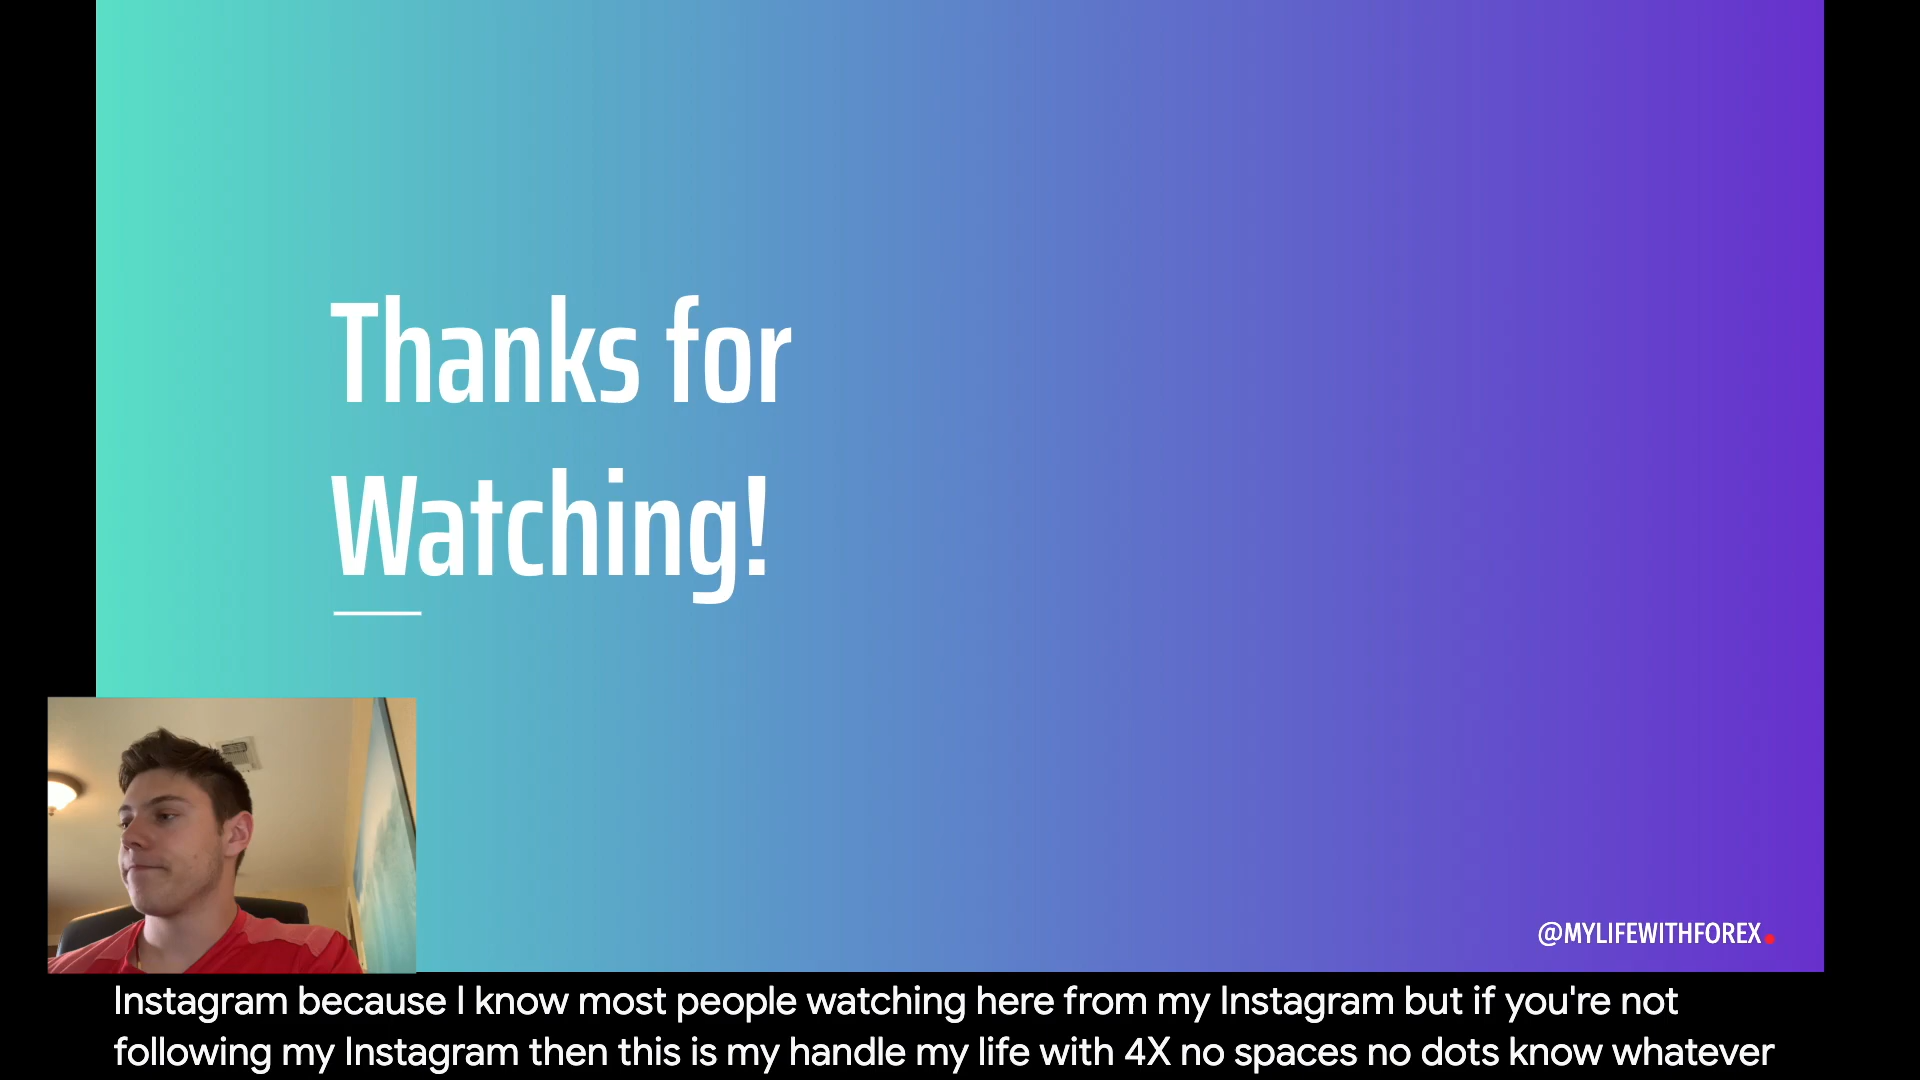 Thanks for
Watching!
@MYLIFEWITHFOREX
Instagram because I know most people watching here from my Instagram but if you're not
following my Instagram then this is my handle my life with 4X no spaces no dots know whatever